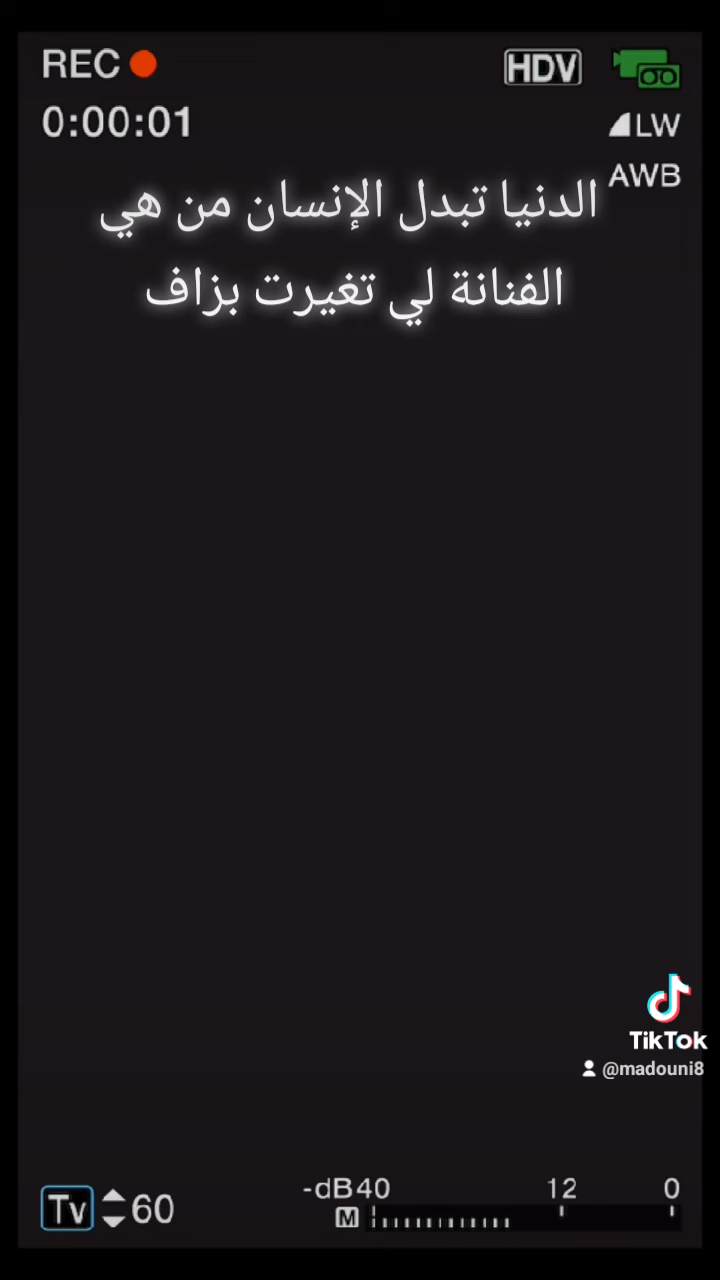 REC
HDV
0:00:01
LW
AWB
الدنيا تبدل الإنسان من هي
الفنانة لي تغيرت بزاف
TikTok
@madouni8
-dB40 12 0
Tv 60
M